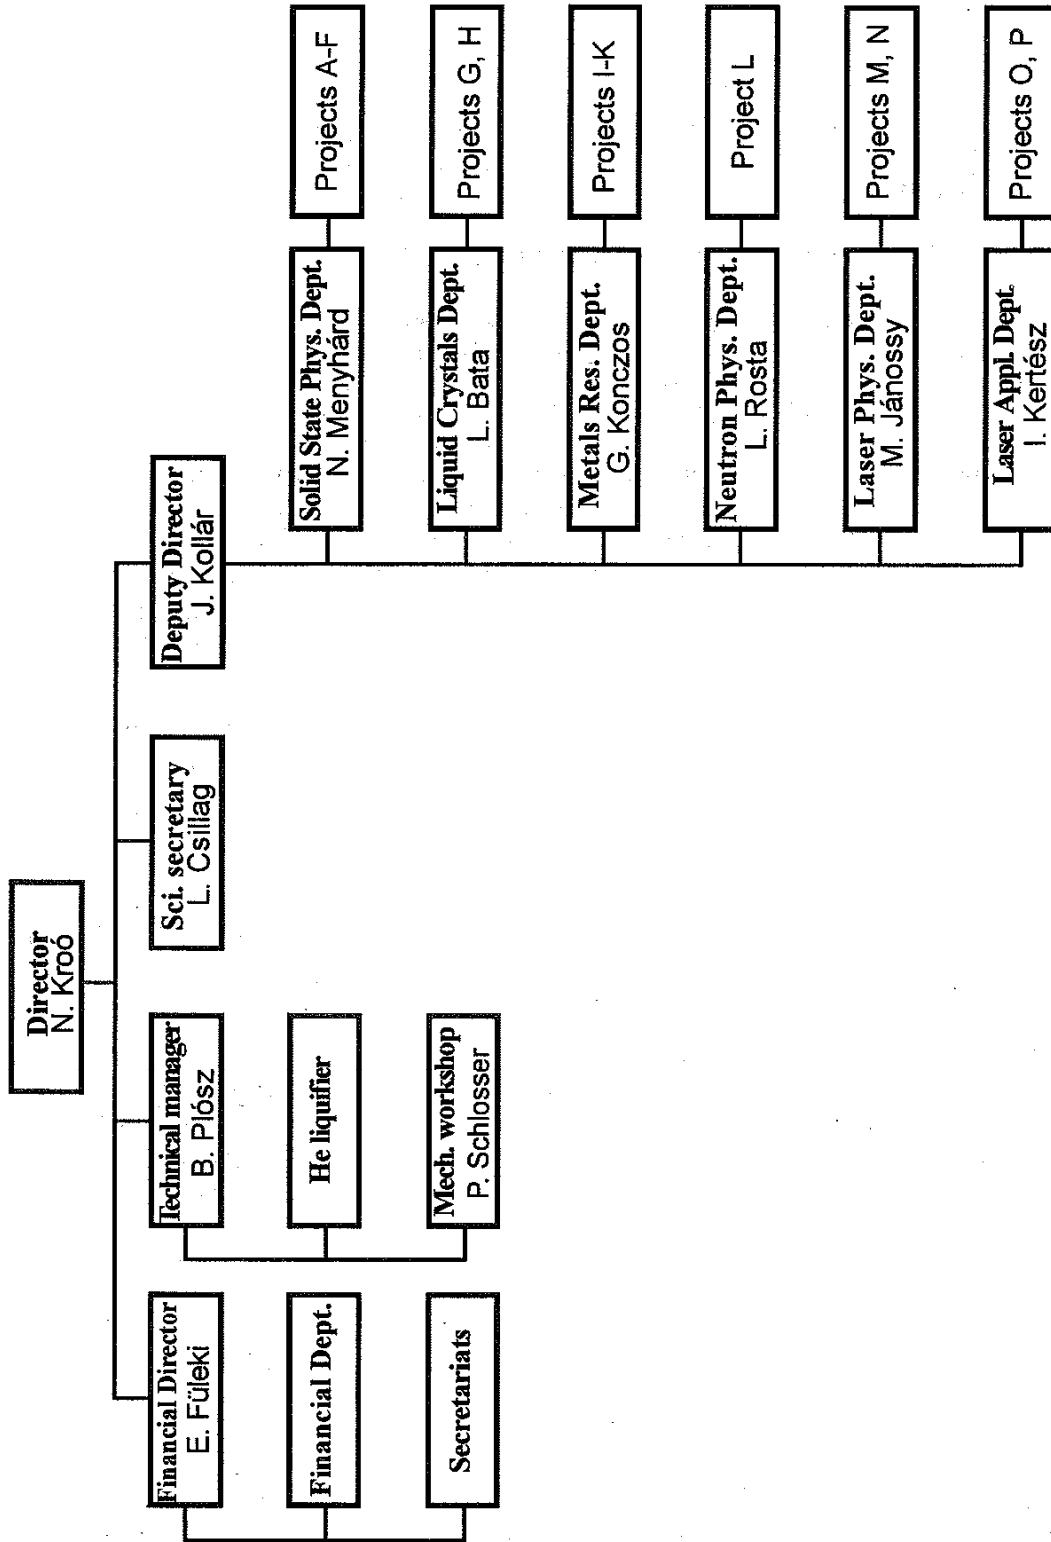 Director
N. Kroó
Financial Director
E. Füleki
Technical manager
B. Plósz
Sci. secretary
L. Csillag
Deputy Director
J. Kollár
Financial Dept.
He liquifier
Solid State Phys. Dept.
N. Menyhárd
Projects A-F
Secretariats
Mech. workshop
P. Schlosser
Liquid Crystals Dept.
L. Bata
Projects G, H
Metals Res. Dept.
G. Konczos
Projects I-K
Neutron Phys. Dept.
L. Rosta
Project L
Laser Phys. Dept.
M. Jánossy
Projects M, N
Laser Appl. Dept.
I. Kertész
Projects O, P